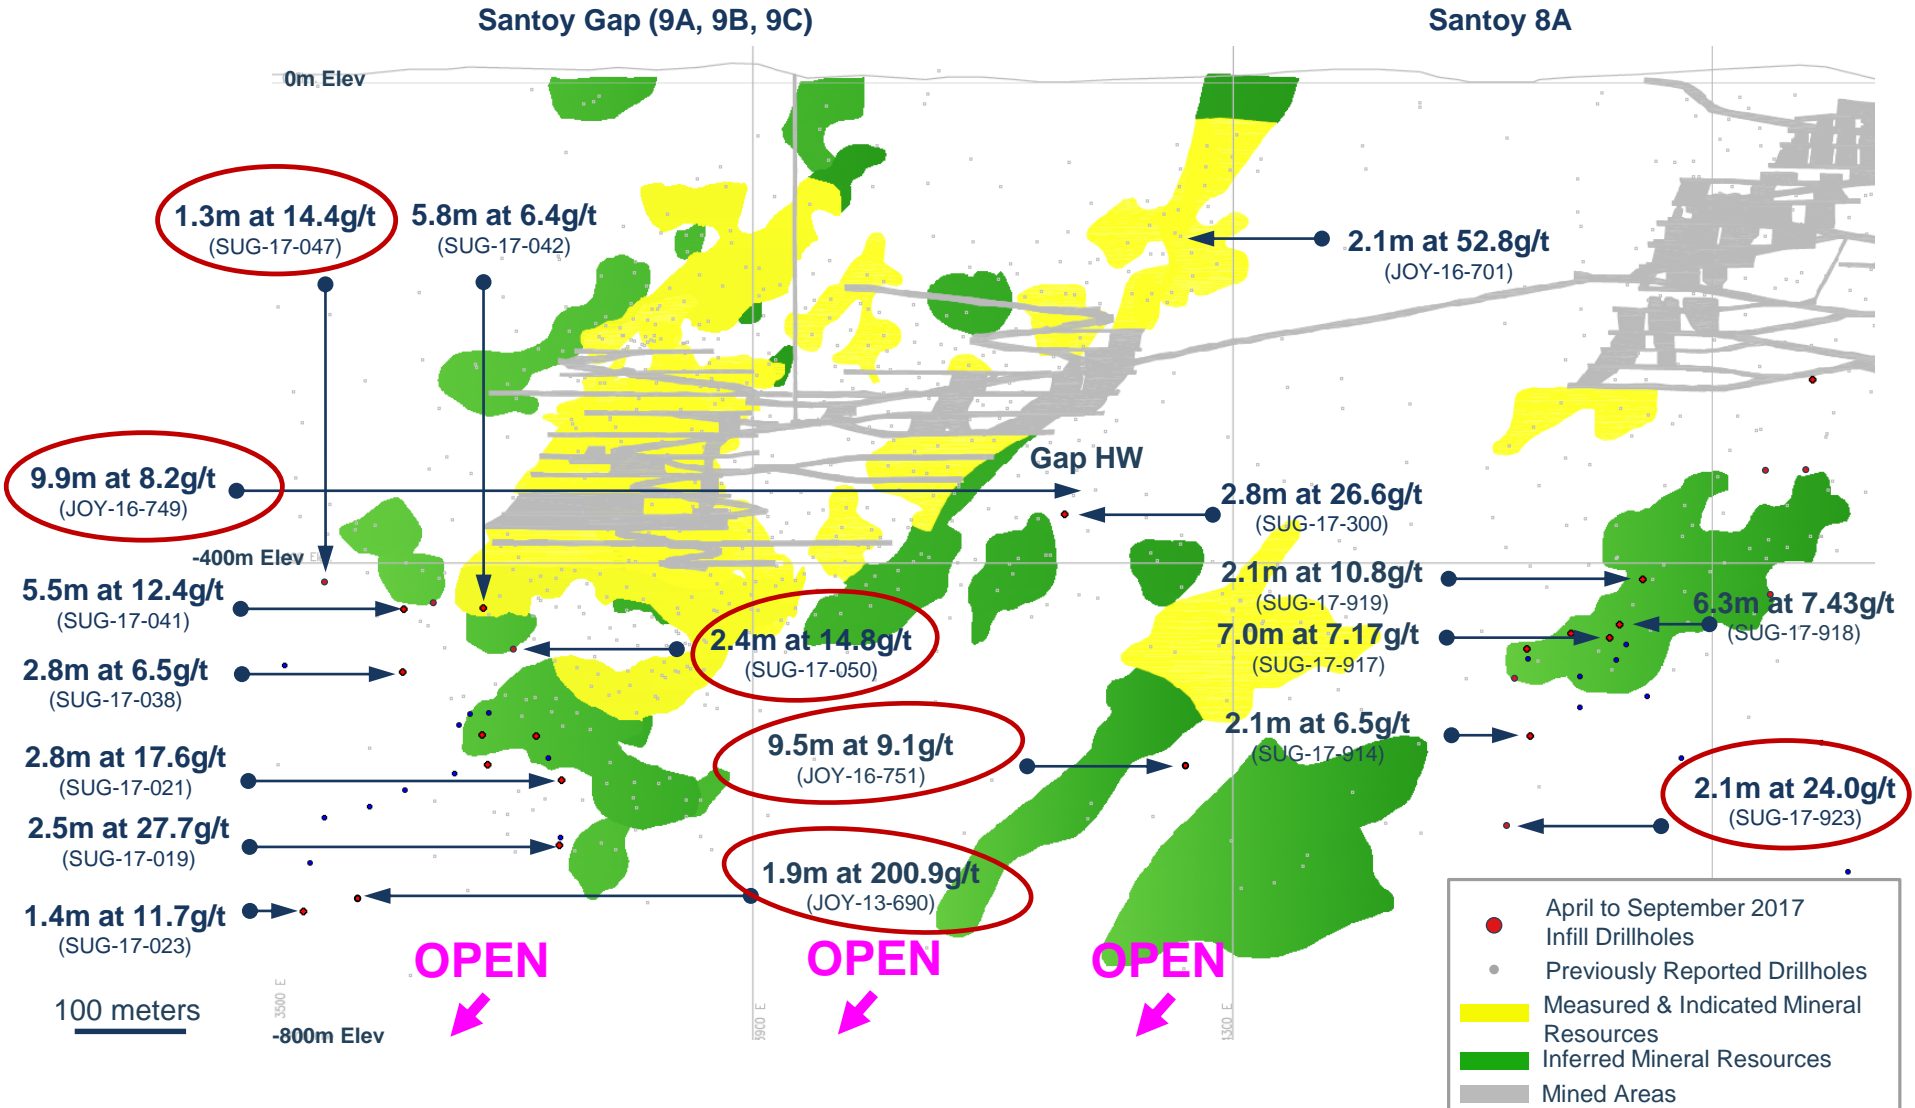 Santoy Gap (9A, 9B, 9C)
Santoy 8A
0m Elev
1.3m at 14.4g/t
(SUG-17-047)
5.8m at 6.4g/t
(SUG-17-042)
2.1m at 52.8g/t
(JOY-16-701)
Gap HW
9.9m at 8.2g/t
(JOY-16-749)
2.8m at 26.6g/t
(SUG-17-300)
-400m Elev
5.5m at 12.4g/t
(SUG-17-041)
2.1m at 10.8g/t
(SUG-17-919)
6.3m at 7.43g/t
(SUG-17-918)
7.0m at 7.17g/t
(SUG-17-917)
2.4m at 14.8g/t
(SUG-17-050)
2.8m at 6.5g/t
(SUG-17-038)
2.1m at 6.5g/t
(SUG-17-914)
9.5m at 9.1g/t
(JOY-16-751)
2.8m at 17.6g/t
(SUG-17-021)
2.1m at 24.0g/t
(SUG-17-923)
2.5m at 27.7g/t
(SUG-17-019)
1.9m at 200.9g/t
(JOY-13-690)
1.4m at 11.7g/t
(SUG-17-023)
OPEN
OPEN
OPEN
3500 E
3900 E
100 meters
-800m Elev
April to September 2017
Infill Drillholes
Previously Reported Drillholes
Measured & Indicated Mineral
Resources
Inferred Mineral Resources
Mined Areas